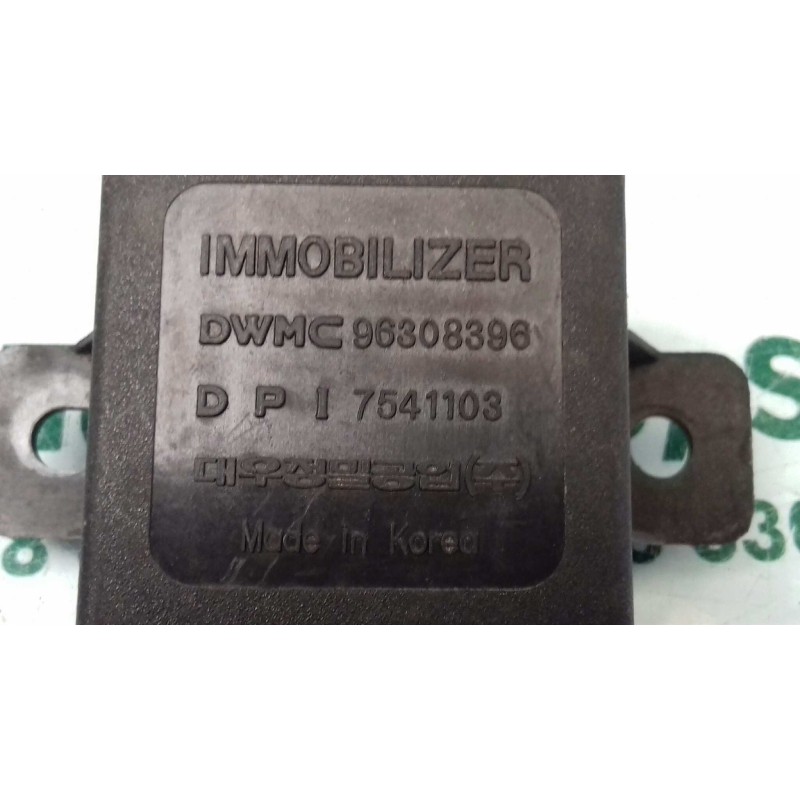 IMMOBILIZER
DWMC 96308396
D P I 7541103
대우정밀공업(주)
Made in Korea